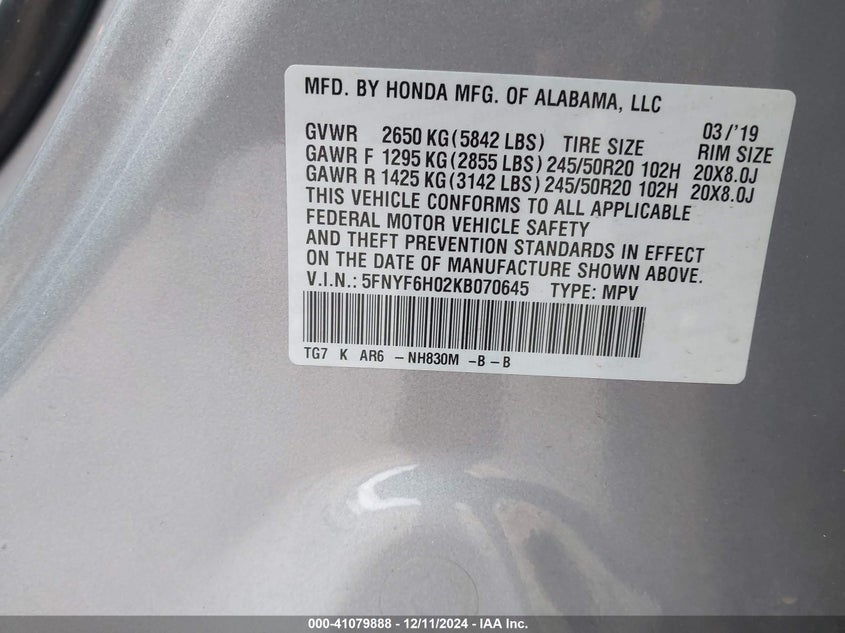 MFD. BY HONDA MFG. OF ALABAMA, LLC
03/'19
GVWR 2650 KG(5842 LBS) TIRE SIZE RIM SIZE
GAWR F 1295 KG(2855 LBS)245/50R20 102H 20X8.0J
GAWR R 1425 KG(3142 LBS)245/50R20 102H 20X8.0J
THIS VEHICLE CONFORMS TO ALL APPLICABLE
FEDERAL MOTOR VEHICLE SAFETY
AND THEFT PREVENTION STANDARDS IN EFFECT
ON THE DATE OF MANUFACTURE SHOWN ABOVE.
V.I.N.: 5FNYF6H02KB070645 TYPE: MPV
TG7 K AR6 -NH830M -B-B
000-41079888 - 12/11/2024 - IAA Inc.